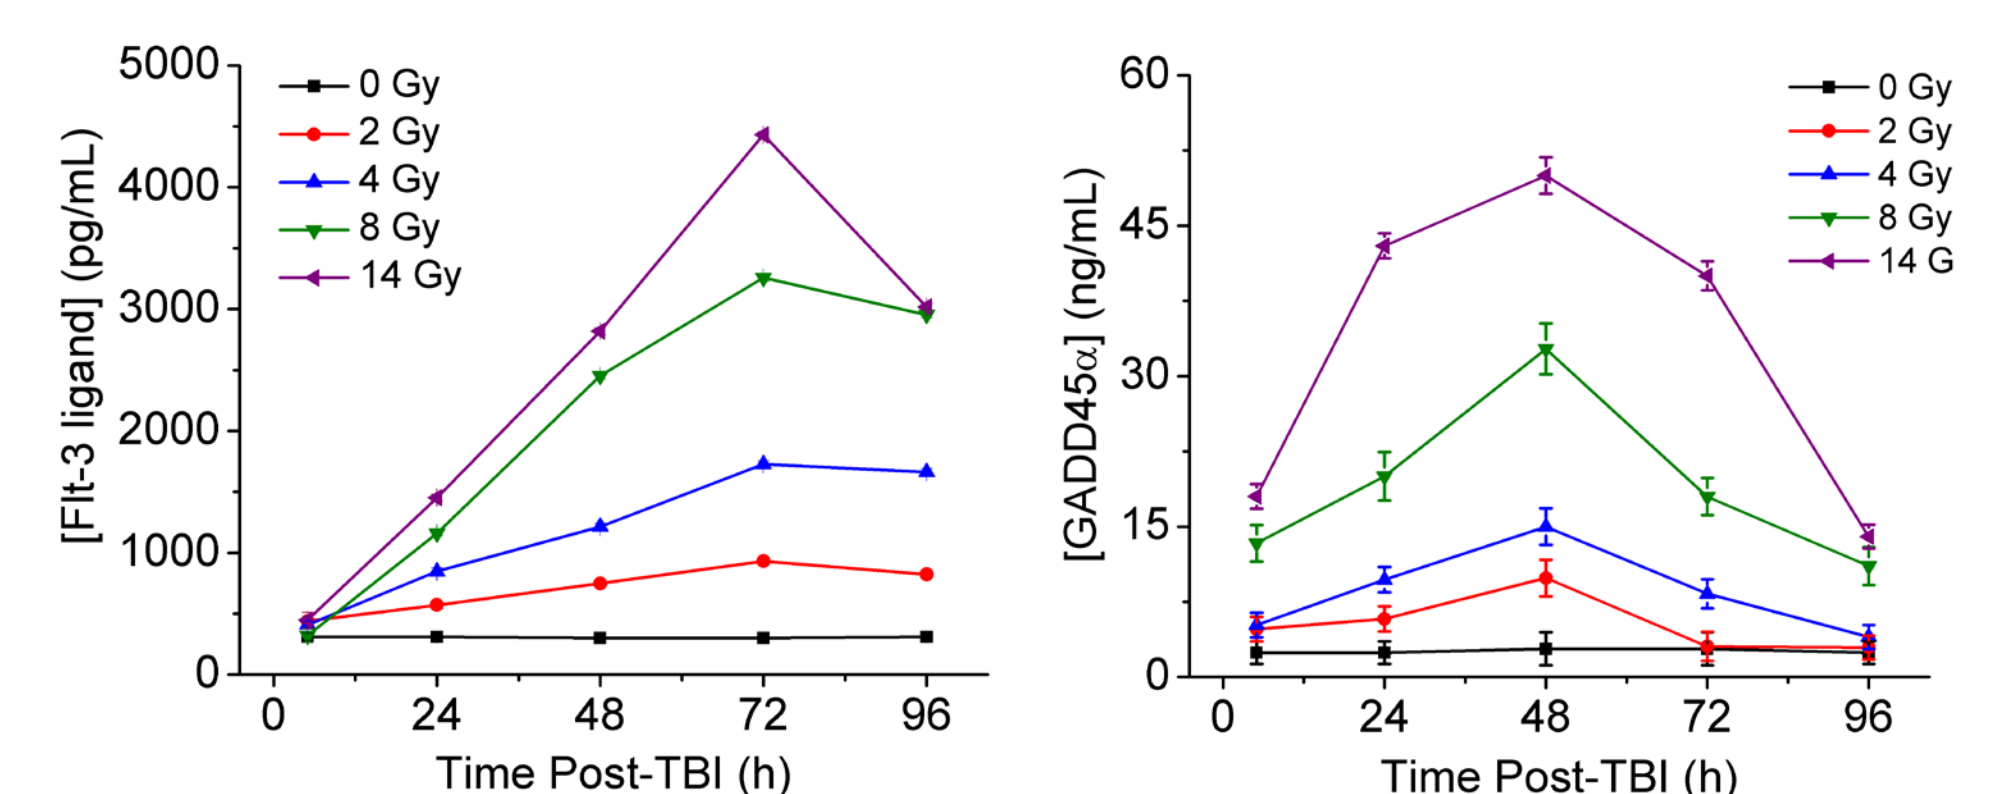 [Flt-3 ligand] (pg/mL)
5000
4000
3000
2000
1000
0
0 Gy
2 Gy
4 Gy
8 Gy
14 Gy
0 24 48 72 96
Time Post-TBI (h)
[GADD45α] (ng/mL)
60
45
30
15
0
0 Gy
2 Gy
4 Gy
8 Gy
14 G
0 24 48 72 96
Time Post-TBI (h)